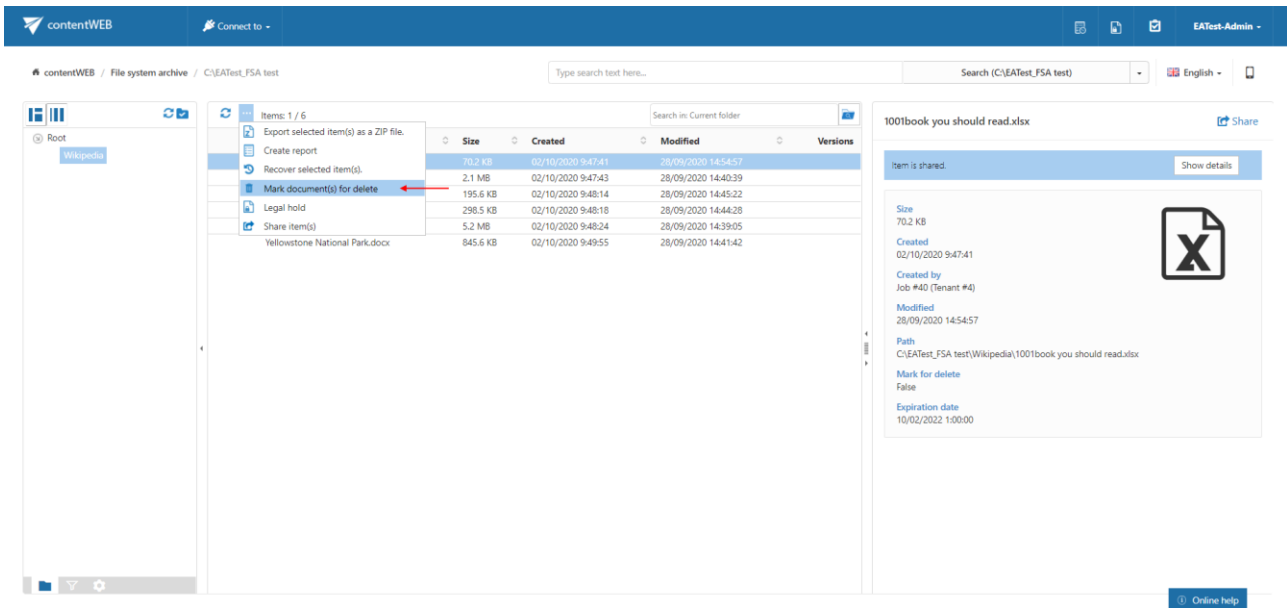 contentWEB
Connect to
EATest-Admin
contentWEB / File system archive / C:\EATest_FSA test
Type search text here...
Search (C:\EATest_FSA test)
English
Items: 1 / 6
Search in: Current folder
Root
Wikipedia
Export selected item(s) as a ZIP file.
Create report
Recover selected item(s).
Mark document(s) for delete
Legal hold
Share item(s)
Size Created Modified Versions
70.2 KB 02/10/2020 9:47:41 28/09/2020 14:54:57
2.1 MB 02/10/2020 9:47:43 28/09/2020 14:40:39
195.6 KB 02/10/2020 9:48:14 28/09/2020 14:45:22
298.5 KB 02/10/2020 9:48:18 28/09/2020 14:44:28
5.2 MB 02/10/2020 9:48:24 28/09/2020 14:39:05
Yellowstone National Park.docx 845.6 KB 02/10/2020 9:49:55 28/09/2020 14:41:42
1001book you should read.xlsx
Share
Item is shared.
Show details
Size
70.2 KB
Created
02/10/2020 9:47:41
Created by
Job #40 (Tenant #4)
Modified
28/09/2020 14:54:57
Path
C:\EATest_FSA test\Wikipedia\1001book you should read.xlsx
Mark for delete
False
Expiration date
10/02/2022 1:00:00
Online help